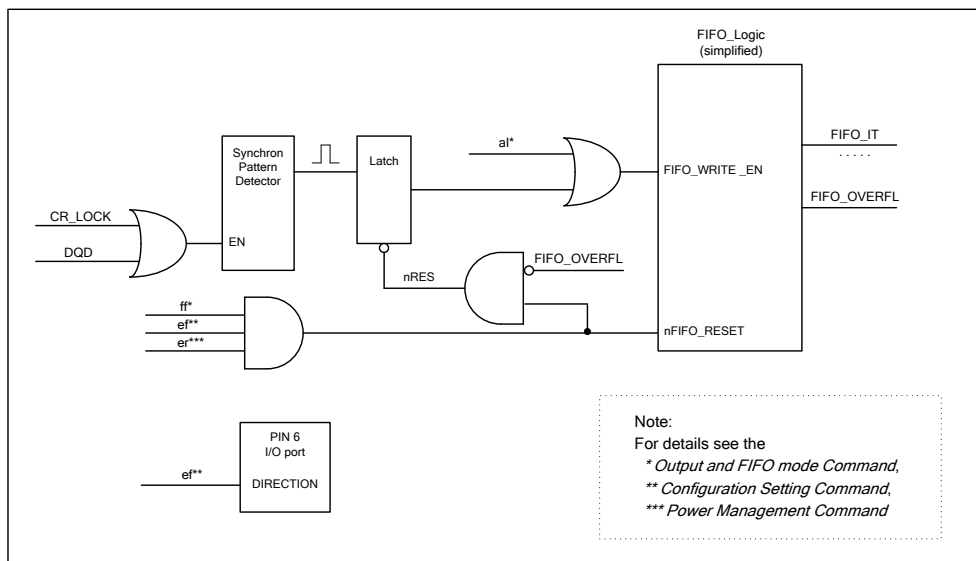 FIFO_Logic
(simplified)
al*
FIFO_IT
. . . . .
Synchron
Pattern
Detector
Latch
FIFO_WRITE _EN
FIFO_OVERFL
CR_LOCK
EN
DQD
FIFO_OVERFL
nRES
ff*
ef**
er***
nFIFO_RESET
PIN 6
I/O port
ef**
DIRECTION
Note:
For details see the
* Output and FIFO mode Command,
** Configuration Setting Command,
*** Power Management Command